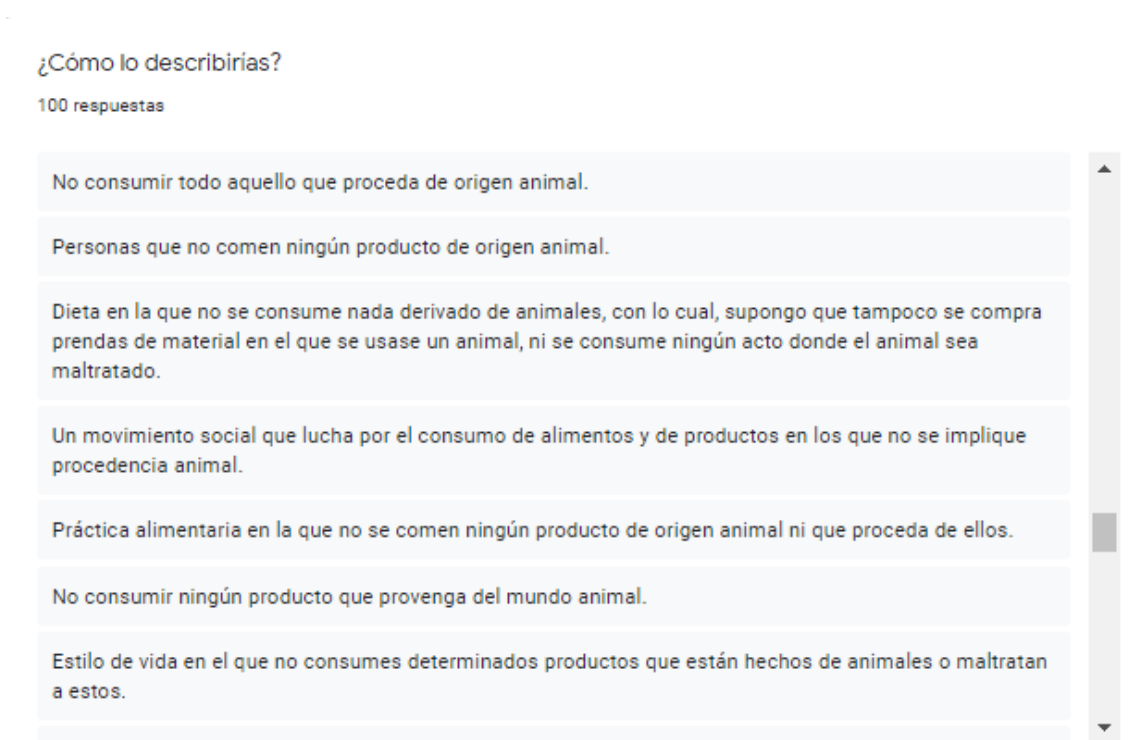 ¿Cómo lo describirías?
100 respuestas
No consumir todo aquello que proceda de origen animal.
Personas que no comen ningún producto de origen animal.
Dieta en la que no se consume nada derivado de animales, con lo cual, supongo que tampoco se compra
prendas de material en el que se usase un animal, ni se consume ningún acto donde el animal sea
maltratado.
Un movimiento social que lucha por el consumo de alimentos y de productos en los que no se implique
procedencia animal.
Práctica alimentaria en la que no se comen ningún producto de origen animal ni que proceda de ellos.
No consumir ningún producto que provenga del mundo animal.
Estilo de vida en el que no consumes determinados productos que están hechos de animales o maltratan
a estos.